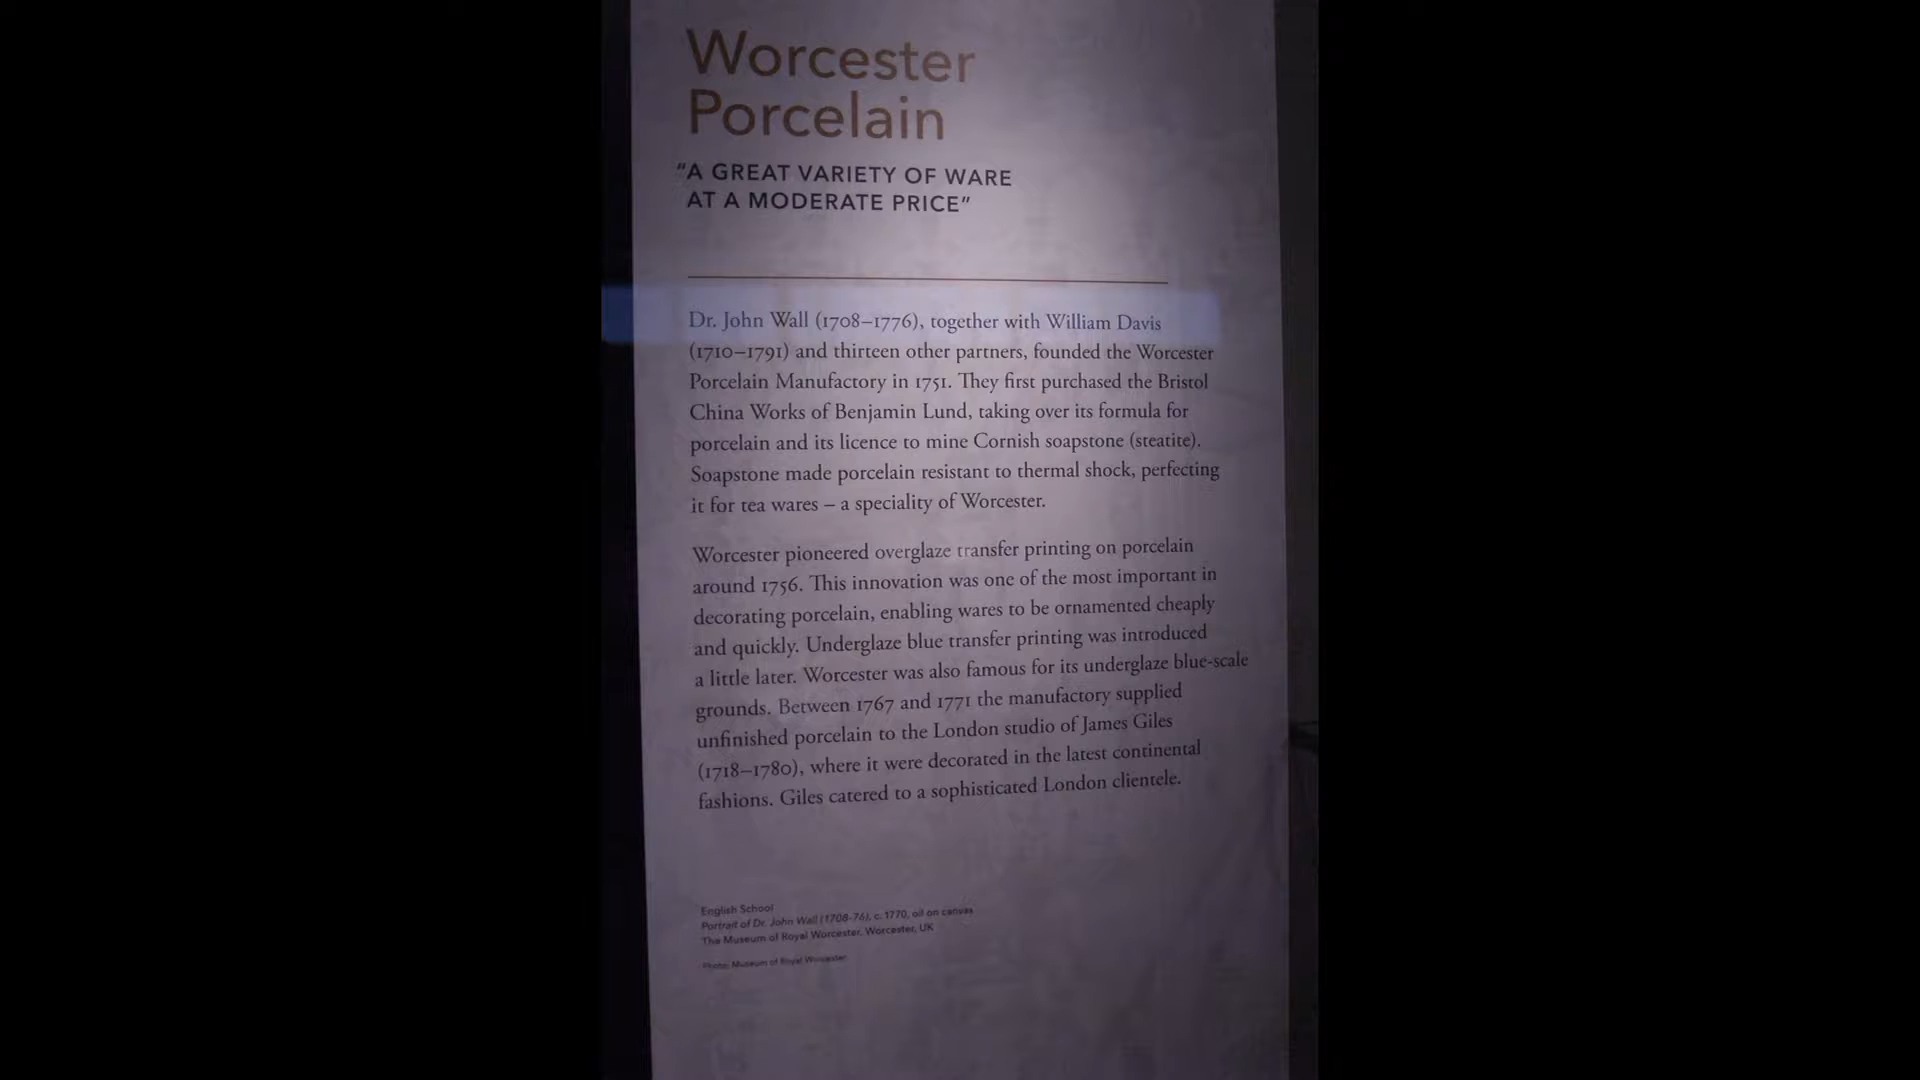 Worcester
Porcelain
“A GREAT VARIETY OF WARE
AT A MODERATE PRICE”
Dr. John Wall (1708–1776), together with William Davis
(1710–1791) and thirteen other partners, founded the Worcester
Porcelain Manufactory in 1751. They first purchased the Bristol
China Works of Benjamin Lund, taking over its formula for
porcelain and its licence to mine Cornish soapstone (steatite).
Soapstone made porcelain resistant to thermal shock, perfecting
it for tea wares – a speciality of Worcester.
Worcester pioneered overglaze transfer printing on porcelain
around 1756. This innovation was one of the most important in
decorating porcelain, enabling wares to be ornamented cheaply
and quickly. Underglaze blue transfer printing was introduced
a little later. Worcester was also famous for its underglaze blue-scale
grounds. Between 1767 and 1771 the manufactory supplied
unfinished porcelain to the London studio of James Giles
(1718–1780), where it were decorated in the latest continental
fashions. Giles catered to a sophisticated London clientele.
English School
Portrait of Dr. John Wall (1708-76), c. 1770, oil on canvas
The Museum of Royal Worcester, Worcester, UK
Photo: Museum of Royal Worcester